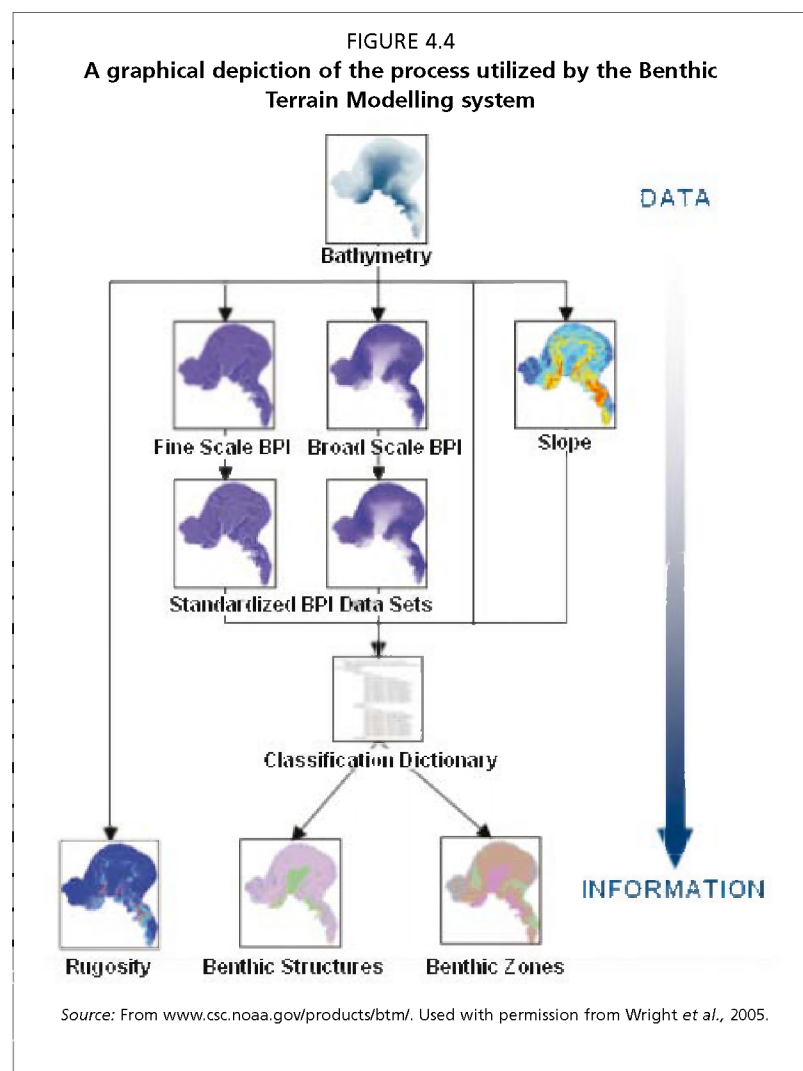 FIGURE 4.4
A graphical depiction of the process utilized by the Benthic
Terrain Modelling system
DATA
Bathymetry
Fine Scale BPI
Broad Scale BPI
Slope
Standardized BPI Data Sets
Classification Dictionary
INFORMATION
Rugosity
Benthic Structures
Benthic Zones
Source: From www.csc.noaa.gov/products/btm/. Used with permission from Wright et al., 2005.